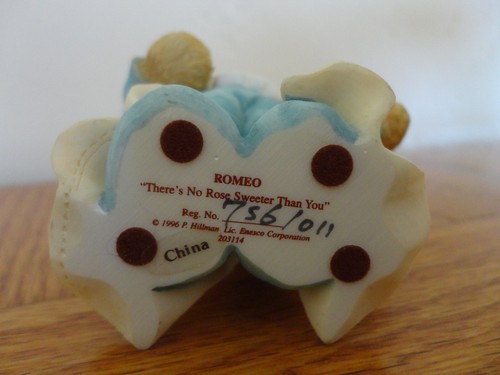 ROMEO
"There's No Rose Sweeter Than You"
Reg. No. 756/011
© 1996 P. Hillman, Lic. Enesco Corporation
203114
China